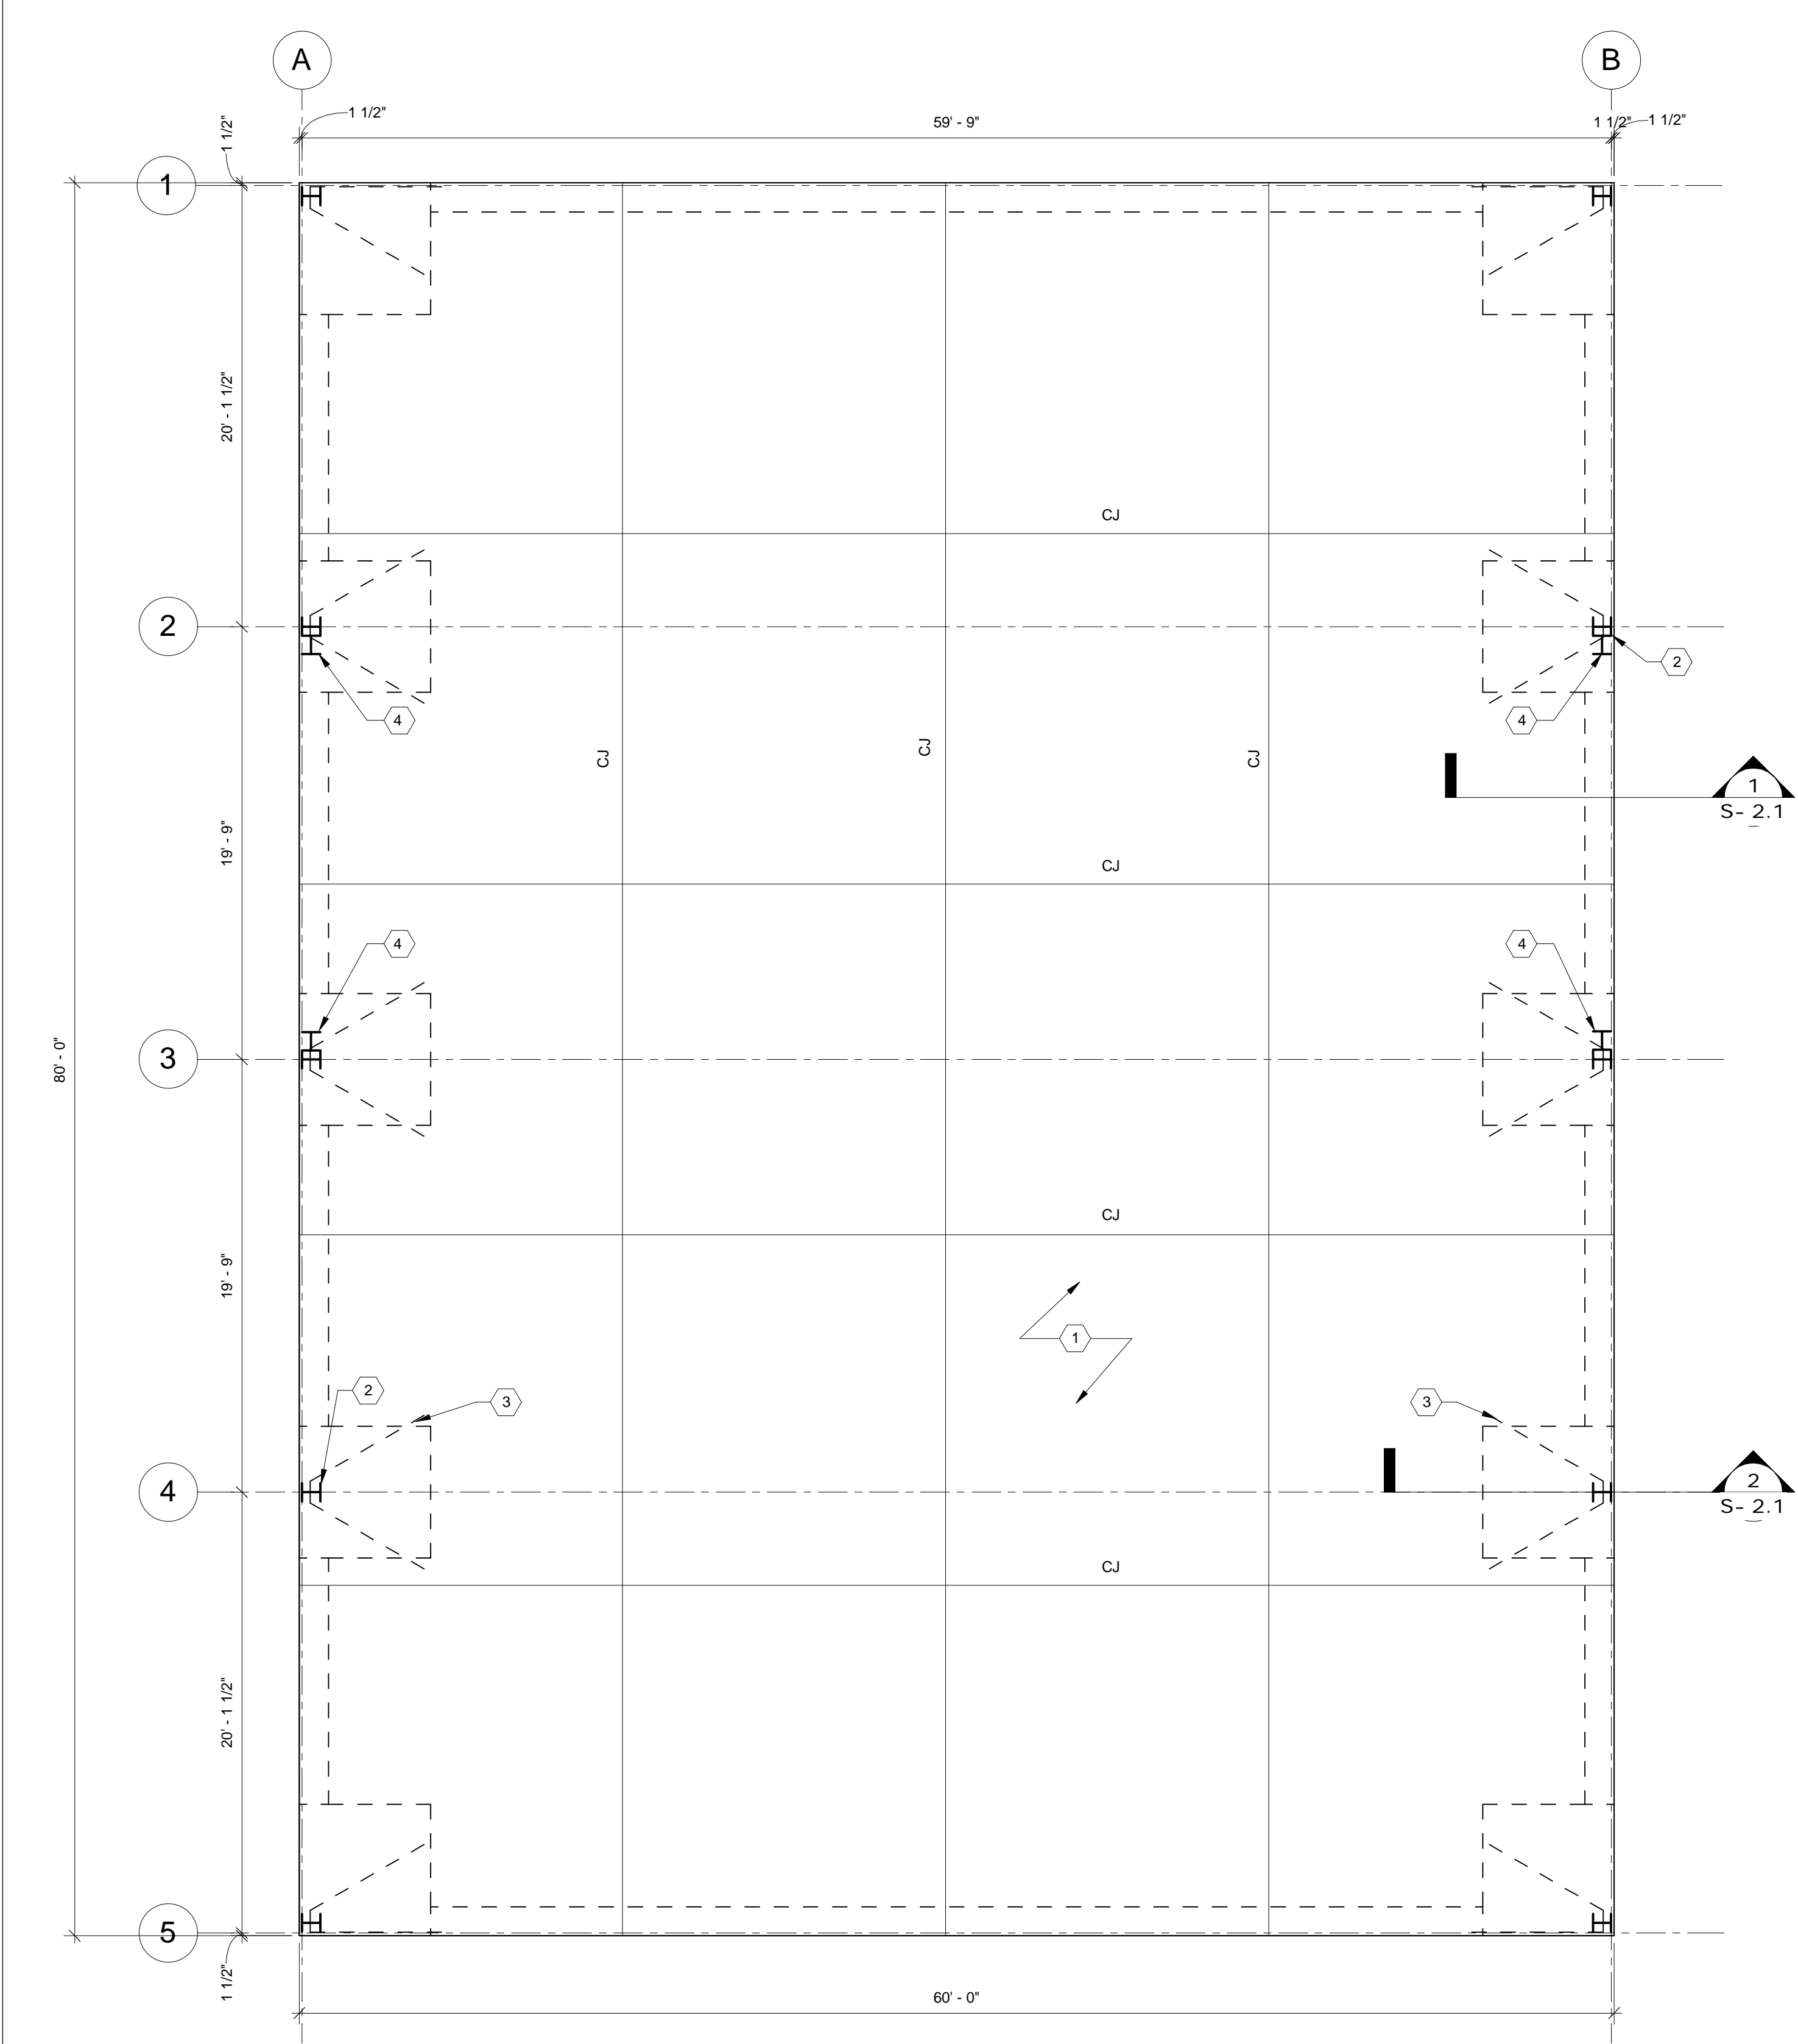 A
B
1 1/2"
59' - 9"
1 1/2"
1 1/2"
1 1/2"
1
20' - 1 1/2"
CJ
2
2
4
4
CJ
CJ
CJ
1
S- 2.1
19' - 9"
CJ
4
4
3
80' - 0"
CJ
19' - 9"
1
2
3
3
4
2
S- 2.1
CJ
20' - 1 1/2"
5
1 1/2"
60' - 0"